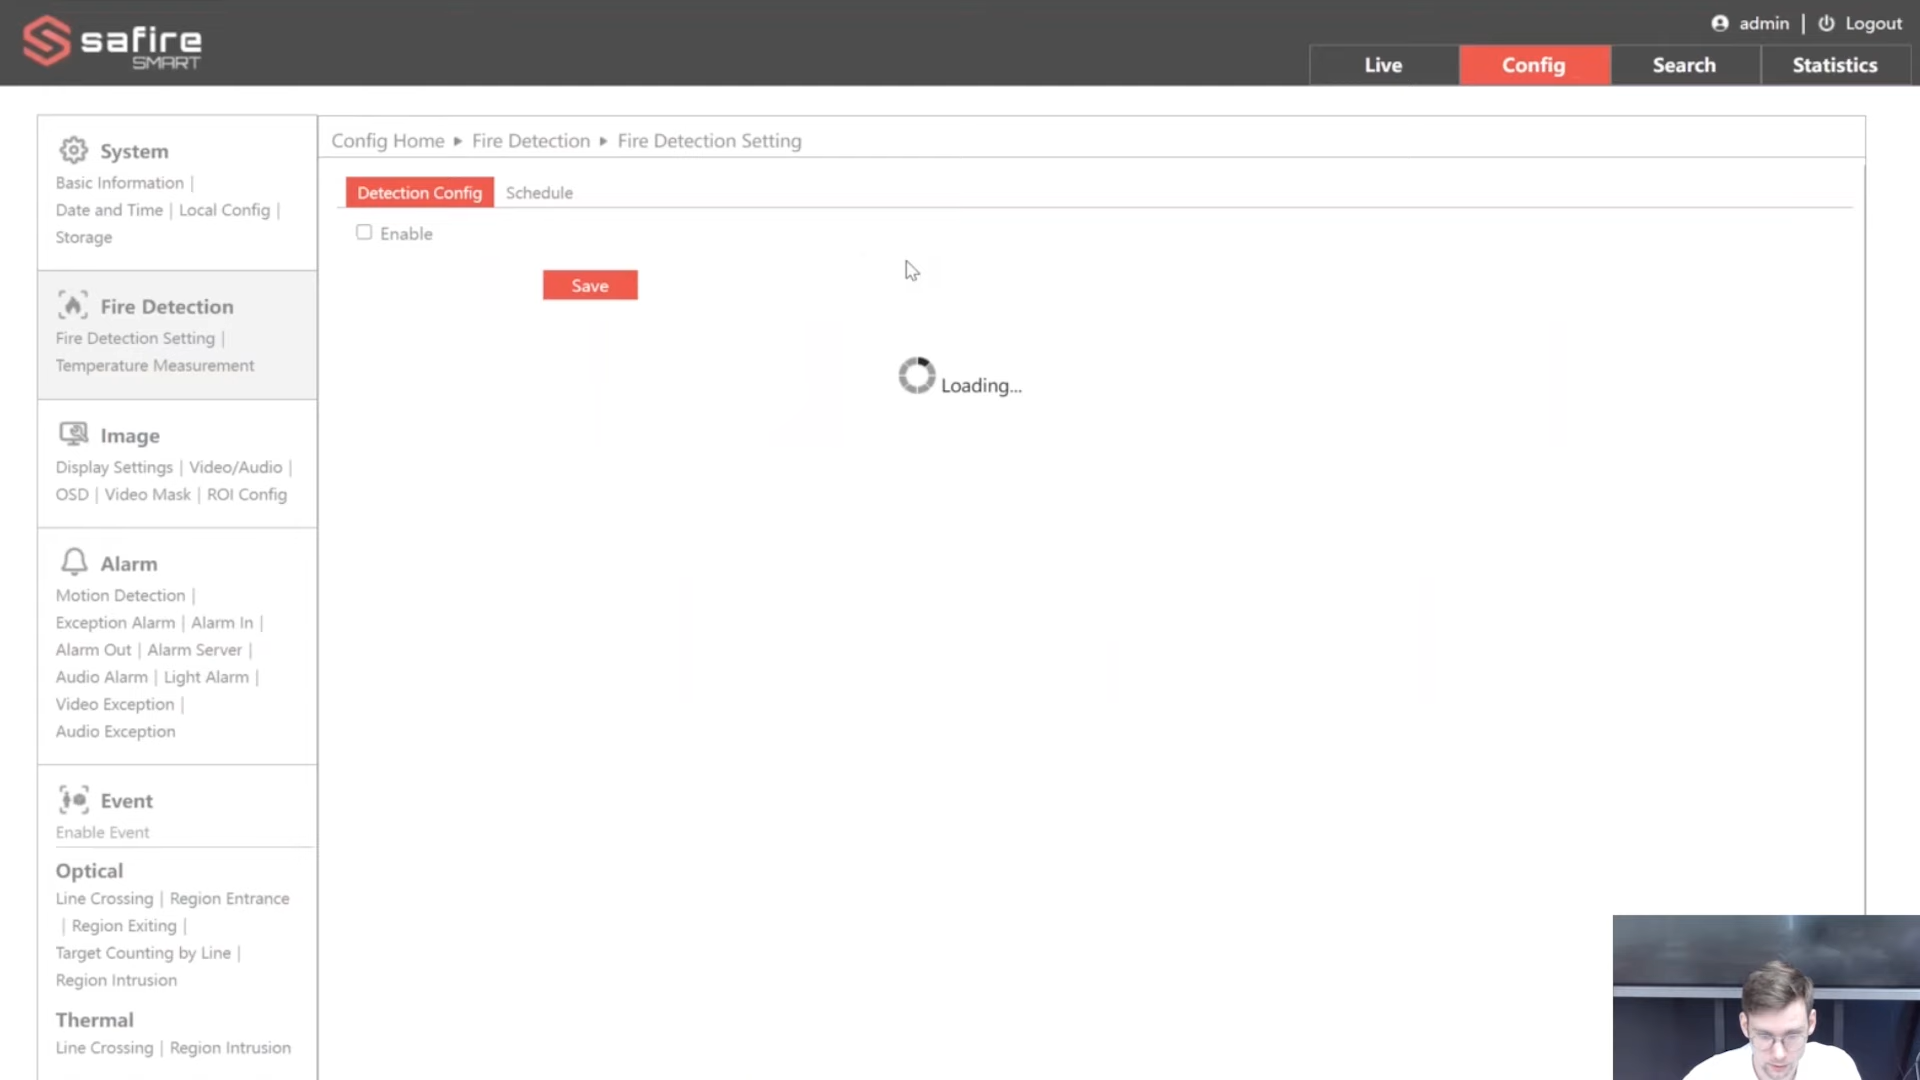 safire
SMART
admin | Logout
Live Config Search Statistics
System
Basic Information |
Date and Time | Local Config |
Storage
Fire Detection
Fire Detection Setting |
Temperature Measurement
Image
Display Settings | Video/Audio |
OSD | Video Mask | ROI Config
Alarm
Motion Detection |
Exception Alarm | Alarm In |
Alarm Out | Alarm Server |
Audio Alarm | Light Alarm |
Video Exception |
Audio Exception
Event
Enable Event
Optical
Line Crossing | Region Entrance
| Region Exiting |
Target Counting by Line |
Region Intrusion
Thermal
Line Crossing | Region Intrusion
Config Home ▸ Fire Detection ▸ Fire Detection Setting
Detection Config Schedule
Enable
Save
Loading...